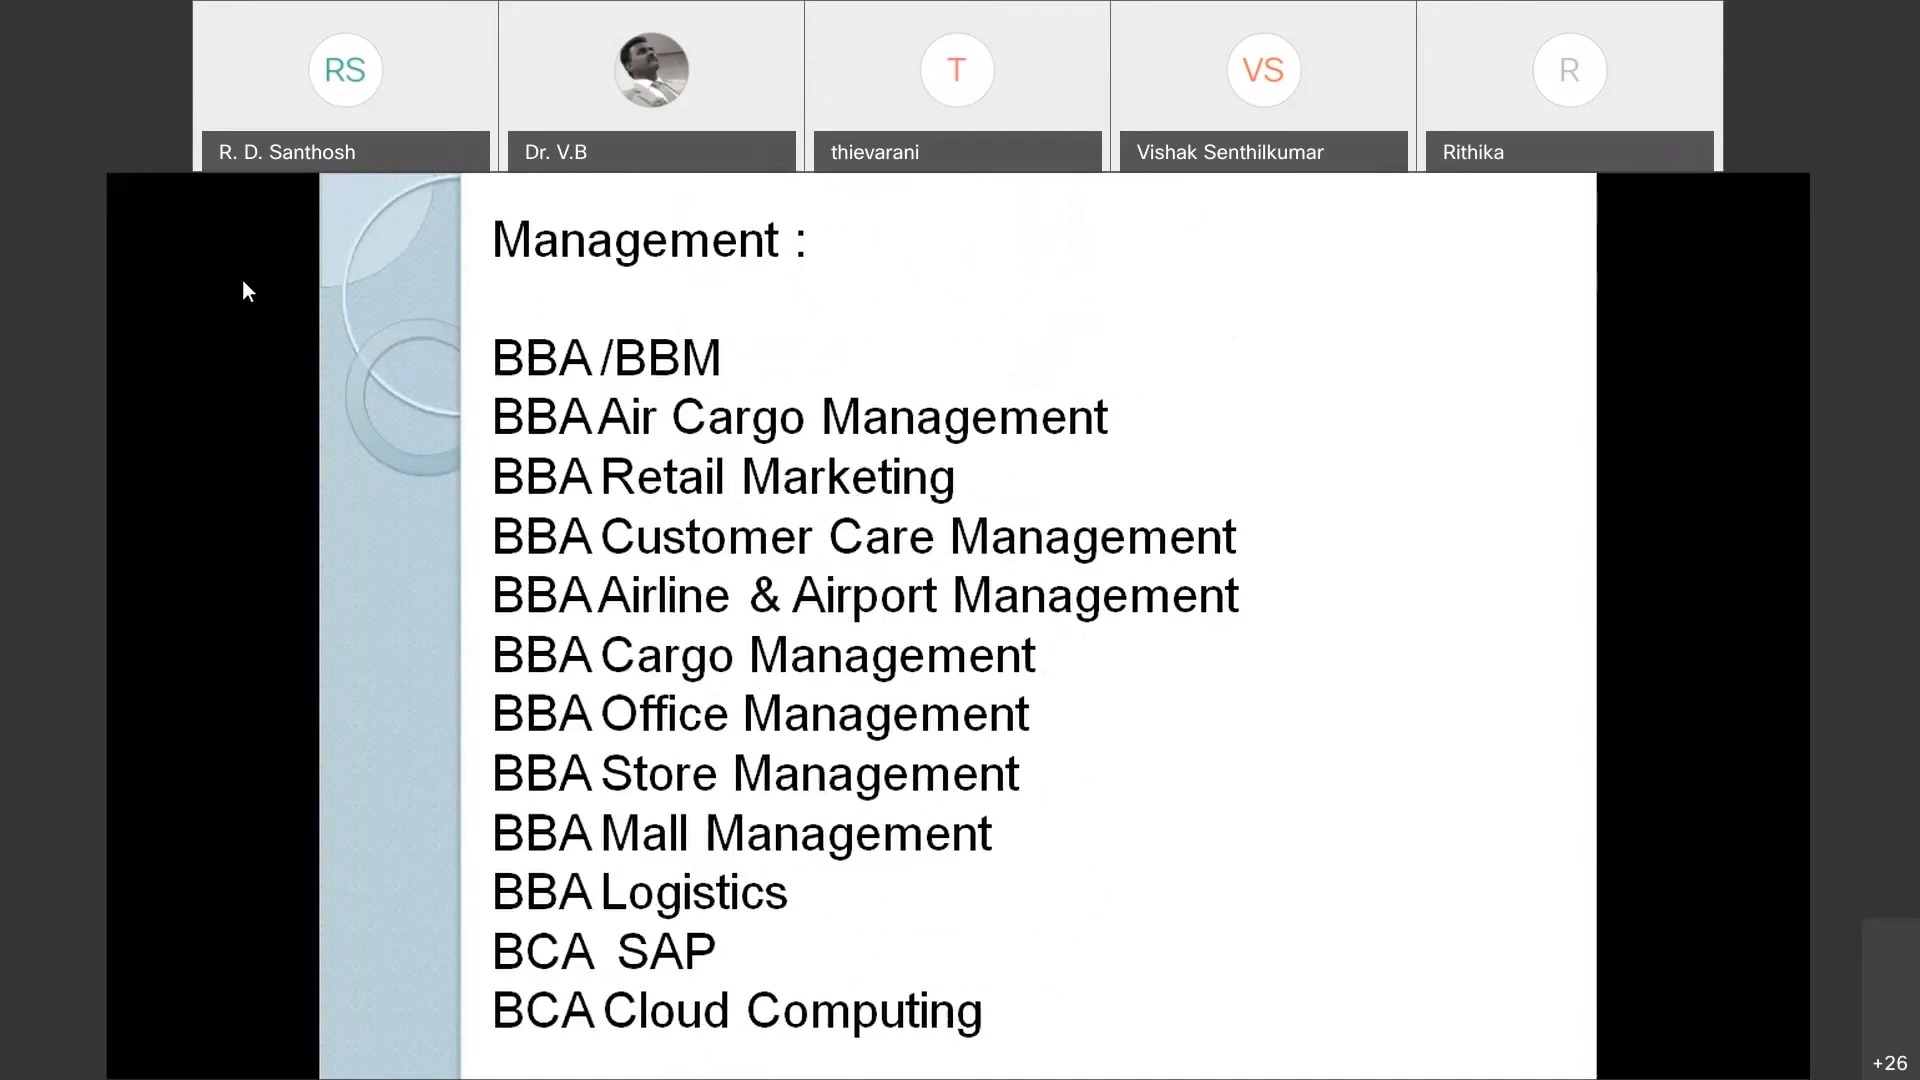 RS
T
VS
R
R. D. Santhosh
Dr. V.B
thievarani
Vishak Senthilkumar
Rithika
Management :
BBA /BBM
BBA Air Cargo Management
BBA Retail Marketing
BBA Customer Care Management
BBA Airline & Airport Management
BBA Cargo Management
BBA Office Management
BBA Store Management
BBA Mall Management
BBA Logistics
BCA SAP
BCA Cloud Computing
+26